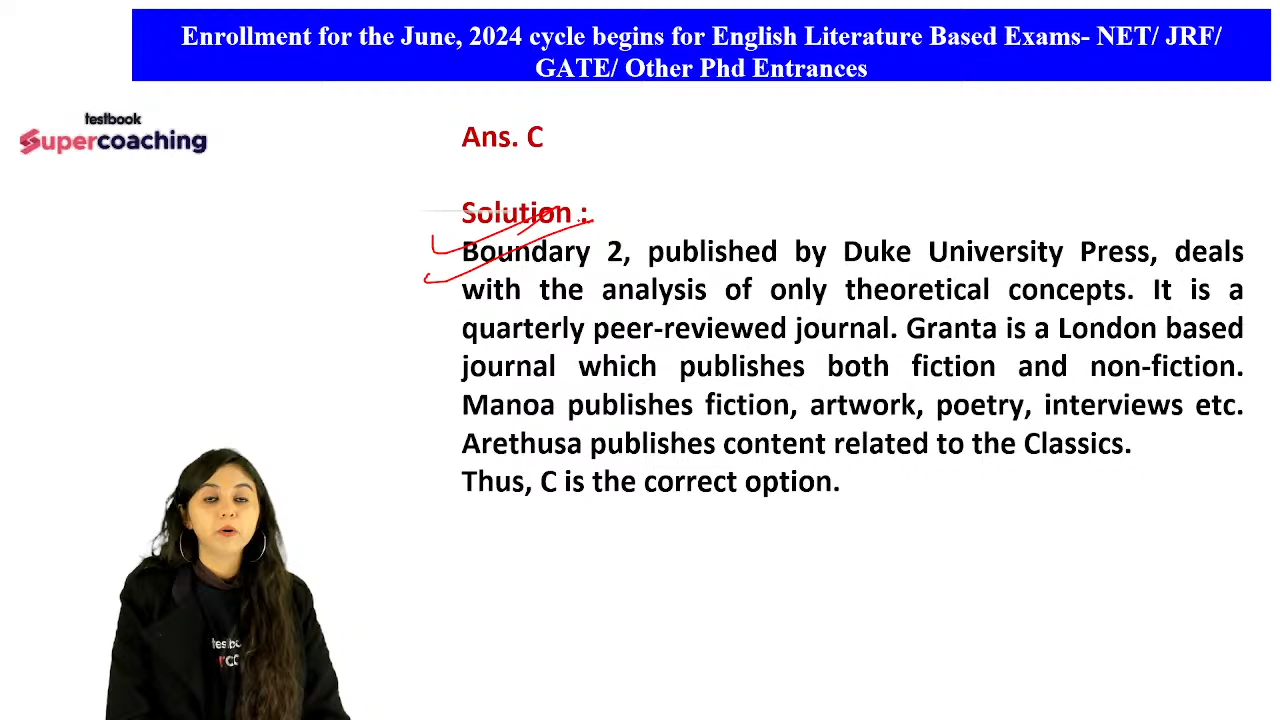 Enrollment for the June, 2024 cycle begins for English Literature Based Exams- NET/ JRF/
GATE/ Other Phd Entrances
testbook
Supercoaching
Ans. C
Solution :
Boundary 2, published by Duke University Press, deals
with the analysis of only theoretical concepts. It is a
quarterly peer-reviewed journal. Granta is a London based
journal which publishes both fiction and non-fiction.
Manoa publishes fiction, artwork, poetry, interviews etc.
Arethusa publishes content related to the Classics.
Thus, C is the correct option.